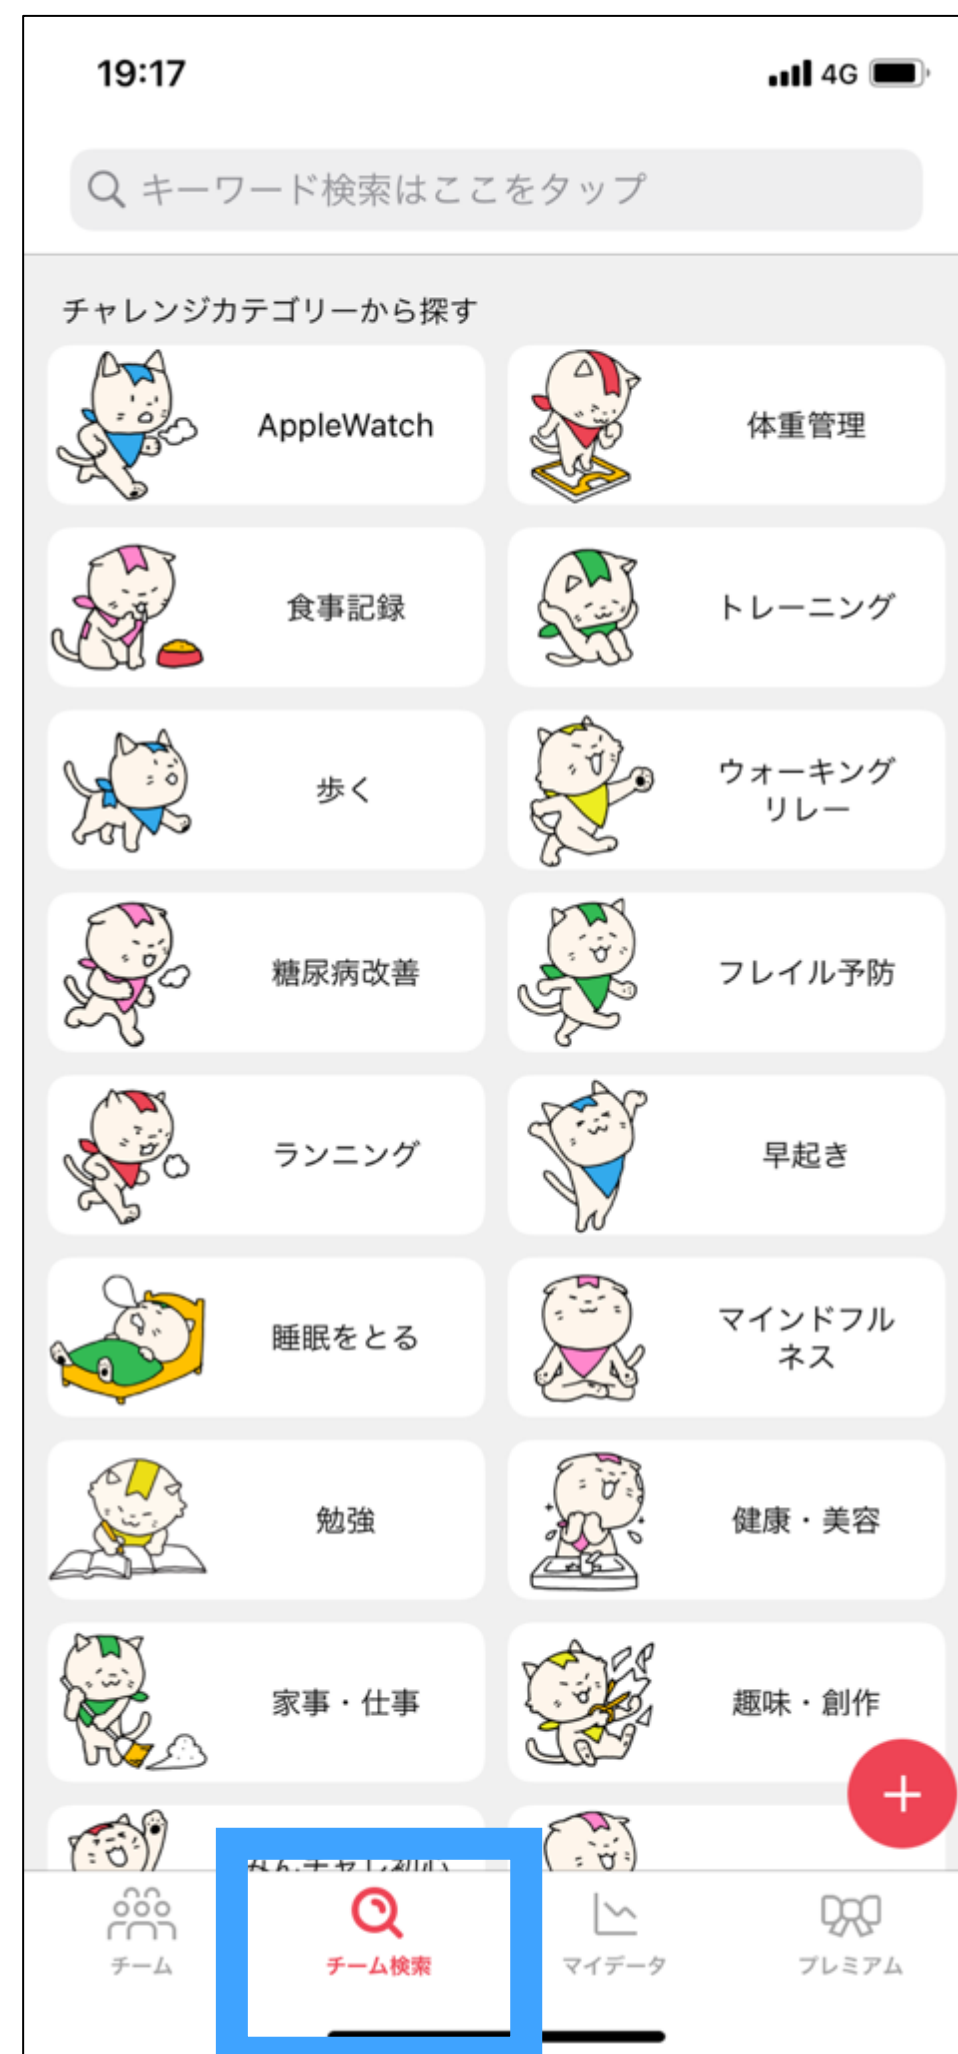 19:17
4G
キーワード検索はここをタップ
チャレンジカテゴリーから探す
AppleWatch
体重管理
食事記録
トレーニング
歩く
ウォーキング
リレー
糖尿病改善
フレイル予防
ランニング
早起き
睡眠をとる
マインドフル
ネス
勉強
健康・美容
家事・仕事
趣味・創作
チーム
チーム検索
マイデータ
プレミアム